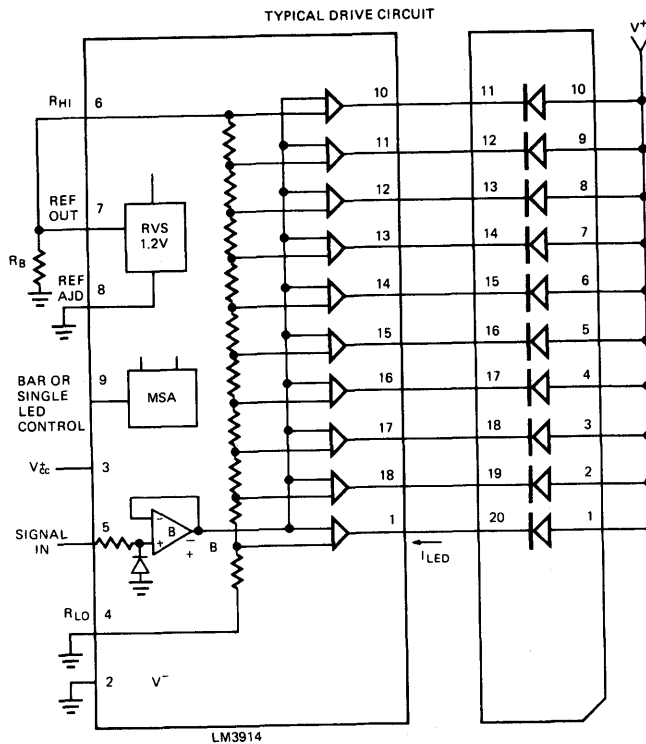 TYPICAL DRIVE CIRCUIT
V+
RHI 6 10 11 10
11 12 9
12 13 8
REF OUT 7 RVS 1.2V 13 14 7
RB
REF AJD 8 14 15 6
15 16 5
BAR OR SINGLE LED CONTROL 9 MSA 16 17 4
17 18 3
V+cc 3 18 19 2
SIGNAL IN 5 - + B - + B 1 20 1
ILED
RLO 4
2 V-
LM3914